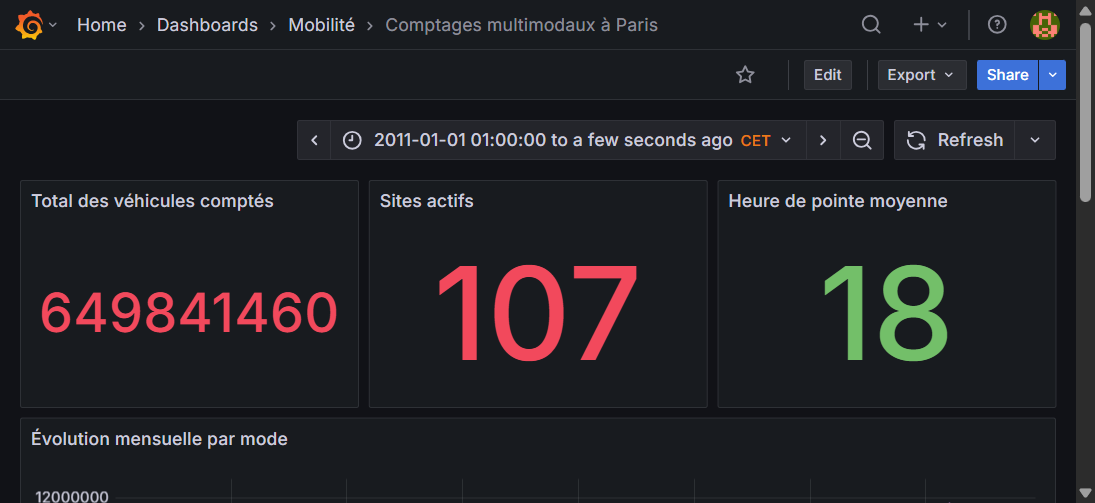 Home › Dashboards › Mobilité › Comptages multimodaux à Paris
Edit Export Share
2011-01-01 01:00:00 to a few seconds ago CET Refresh
Total des véhicules comptés
649841460
Sites actifs
107
Heure de pointe moyenne
18
Évolution mensuelle par mode
12000000